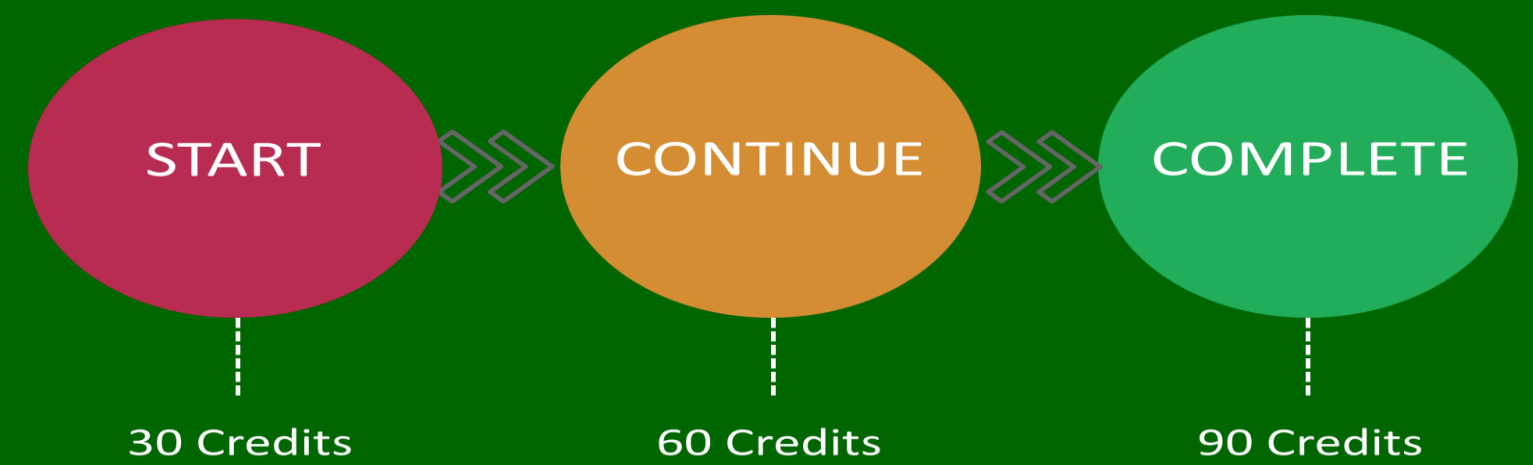 START
CONTINUE
COMPLETE
30 Credits
60 Credits
90 Credits